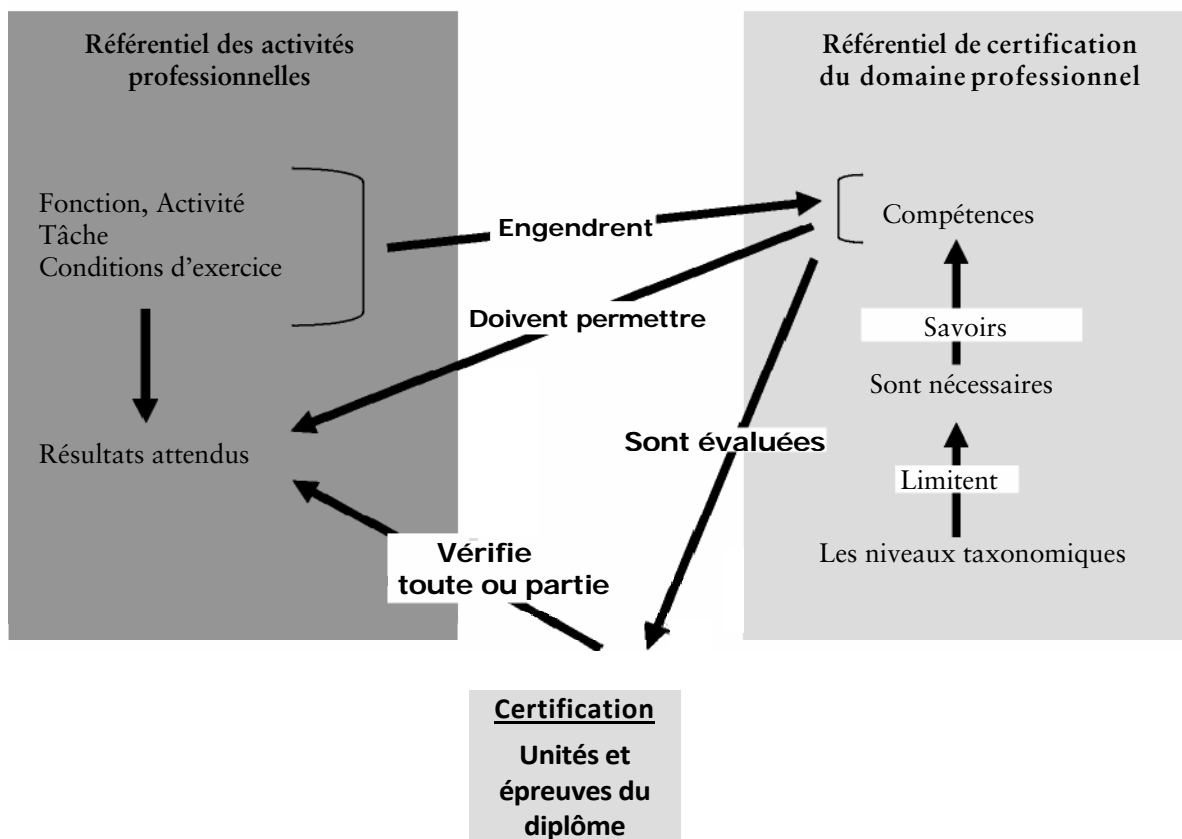 Référentiel des activités
professionnelles
Fonction, Activité
Tâche
Conditions d’exercice
Résultats attendus
Engendrent
Doivent permettre
Sont évaluées
Vérifie
toute ou partie
Référentiel de certification
du domaine professionnel
Compétences
Savoirs
Sont nécessaires
Limitent
Les niveaux taxonomiques
Certification
Unités et
épreuves du
diplôme